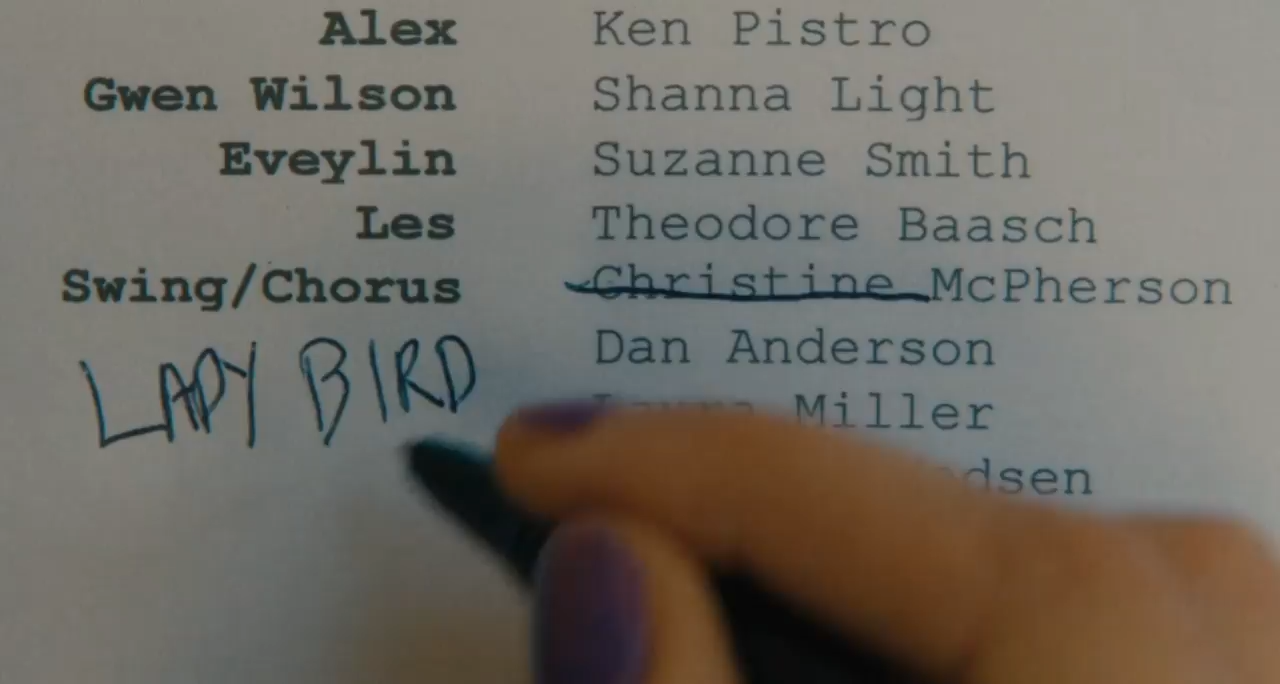 Alex Ken Pistro
Gwen Wilson Shanna Light
Eveylin Suzanne Smith
Les Theodore Baasch
Swing/Chorus Christine McPherson
LADY BIRD Dan Anderson
Miller